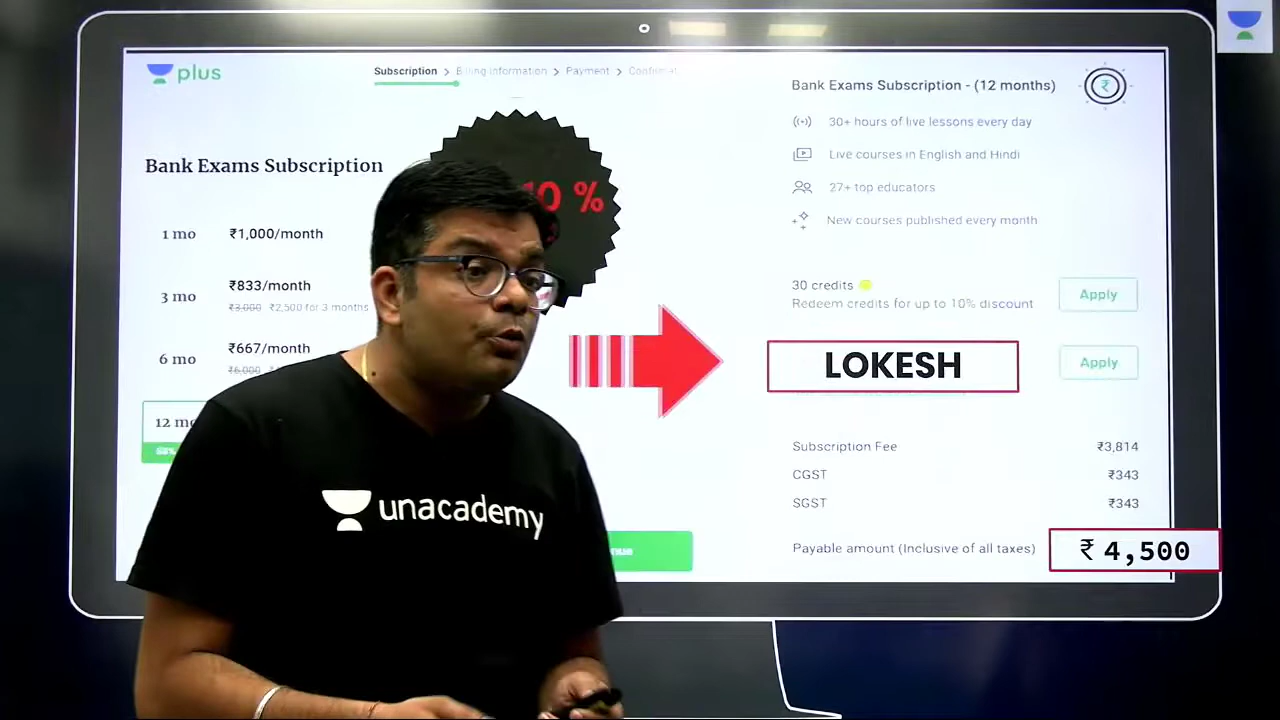 plus
Subscription > Billing Information > Payment >
Bank Exams Subscription
1 mo ₹1,000/month
3 mo ₹833/month
₹3,000 ₹2,500 for 3 months
6 mo ₹667/month
₹6,000
12 mo
10 %
unacademy
Bank Exams Subscription - (12 months)
30+ hours of live lessons every day
Live courses in English and Hindi
27+ top educators
New courses published every month
30 credits
Redeem credits for up to 10% discount
Apply
LOKESH
Apply
Subscription Fee ₹3,814
CGST ₹343
SGST ₹343
Payable amount (Inclusive of all taxes) ₹ 4,500